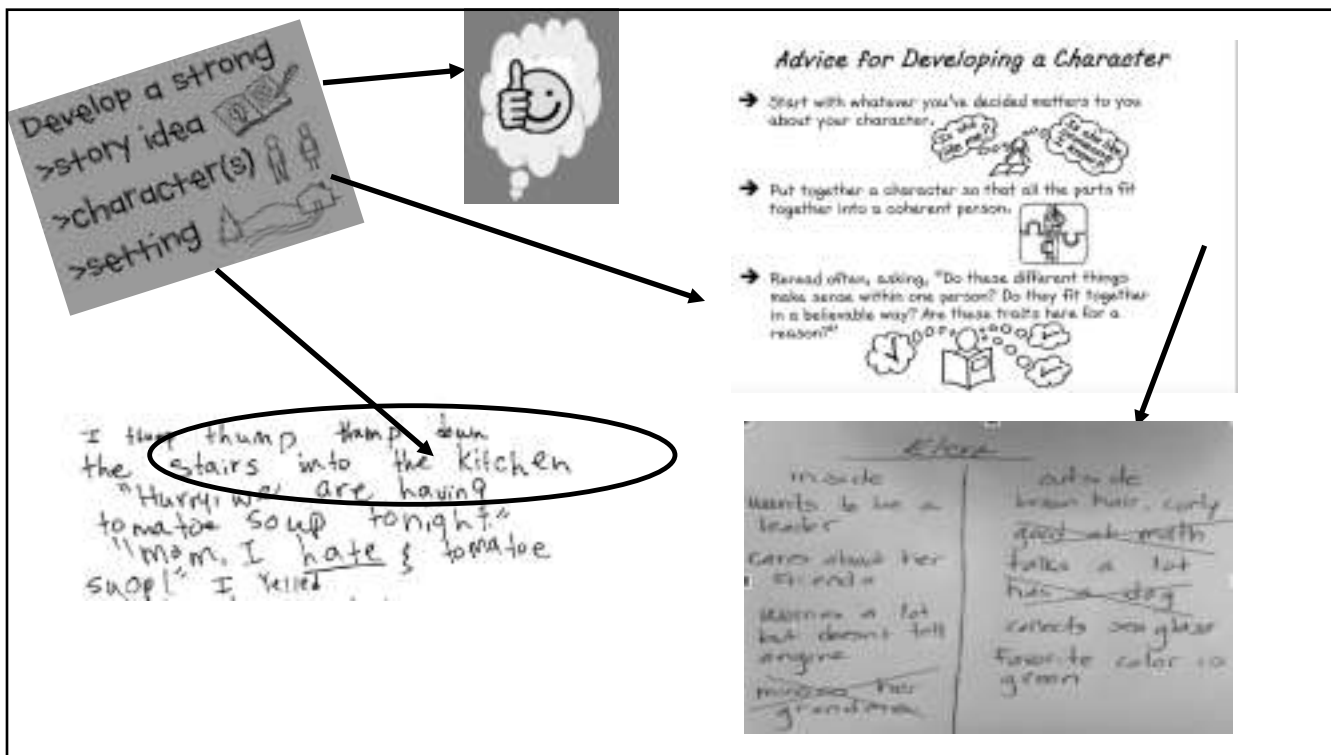 Develop a strong
>story idea
>character(s)
>setting
Advice for Developing a Character
➔ Start with whatever you've decided matters to you
about your character.
➔ Put together a character so that all the parts fit
together into a coherent person.
➔ Reread often, asking, "Do these different things
make sense within one person? Do they fit together
in a believable way? Are these traits here for a
reason?"
I thump thump down
the stairs into the kitchen
"Hurry, we are having
tomatoe soup tonight."
"Mom, I hate tomatoe
suop!" I yelled
inside
wants to be a
leader
cares about her
friends
worries a lot
but doesn't tell
misses her
grandma
outside
brown hair, curly
good at math
talks a lot
has a dog
collects sea glass
favorite color is
green